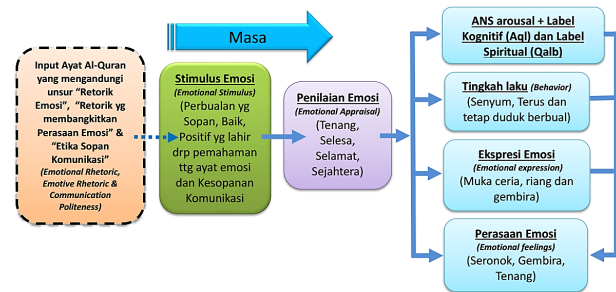 Masa
Input Ayat Al-Quran
yang mengandungi
unsur “Retorik
Emosi”, “Retorik yg
membangkitkan
Perasaan Emosi” &
“Etika Sopan
Komunikasi”
(Emotional Rhetoric,
Emotive Rhetoric &
Communication
Politeness)
Stimulus Emosi
(Emotional Stimulus)
(Perbualan yg
Sopan, Baik,
Positif yg lahir
drp pemahaman
ttg ayat emosi
dan Kesopanan
Komunikasi
Penilaian Emosi
(Emotional Appraisal)
(Tenang,
Selesa,
Selamat,
Sejahtera)
ANS arousal + Label
Kognitif (Aql) dan Label
Spiritual (Qalb)
Tingkah laku (Behavior)
(Senyum, Terus dan
tetap duduk berbual)
Ekspresi Emosi
(Emotional expression)
(Muka ceria, riang dan
gembira)
Perasaan Emosi
(Emotional feelings)
(Seronok, Gembira,
Tenang)